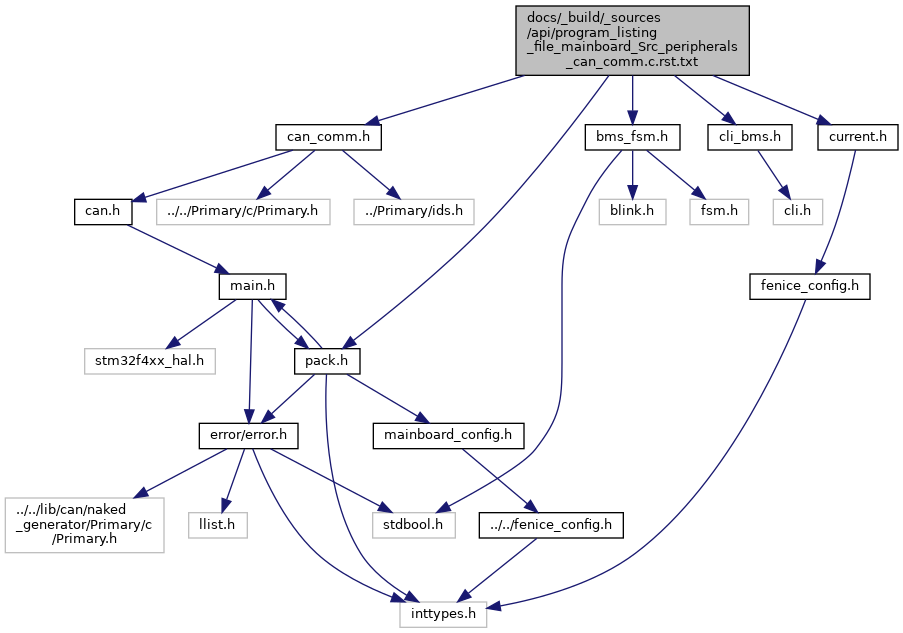 docs/_build/_sources
/api/program_listing
_file_mainboard_Src_peripherals
_can_comm.c.rst.txt
can_comm.h
bms_fsm.h
cli_bms.h
current.h
can.h
../../Primary/c/Primary.h
../Primary/ids.h
blink.h
fsm.h
cli.h
main.h
fenice_config.h
stm32f4xx_hal.h
pack.h
error/error.h
mainboard_config.h
../../lib/can/naked
_generator/Primary/c
/Primary.h
llist.h
stdbool.h
../../fenice_config.h
inttypes.h